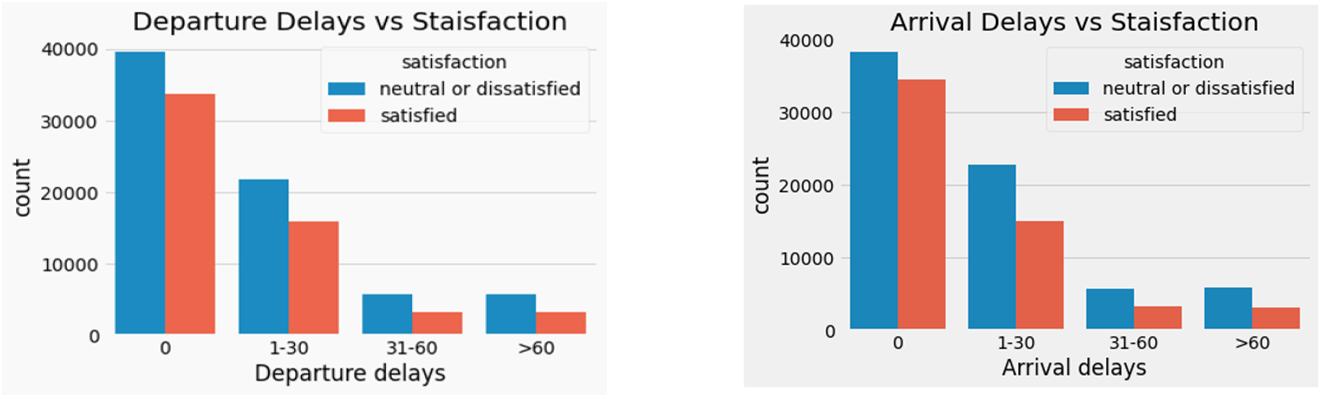 Departure Delays vs Staisfaction
40000
30000
20000
10000
0
count
satisfaction
neutral or dissatisfied
satisfied
0 1-30 31-60 >60
Departure delays
Arrival Delays vs Staisfaction
40000
30000
20000
10000
0
count
satisfaction
neutral or dissatisfied
satisfied
0 1-30 31-60 >60
Arrival delays